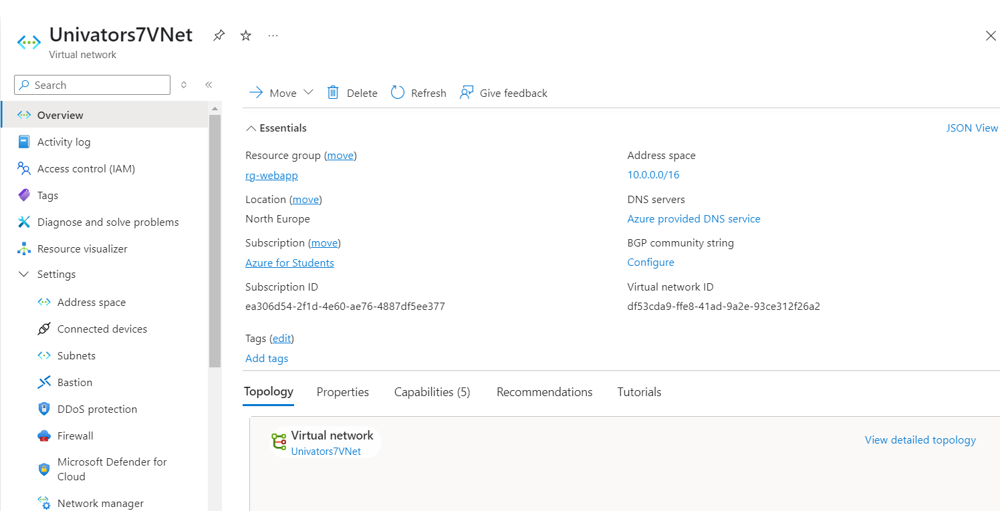 Univators7VNet
Virtual network
Search
Overview
Activity log
Access control (IAM)
Tags
Diagnose and solve problems
Resource visualizer
Settings
Address space
Connected devices
Subnets
Bastion
DDoS protection
Firewall
Microsoft Defender for
Cloud
Network manager
Move
Delete
Refresh
Give feedback
Essentials
JSON View
Resource group (move)
rg-webapp
Location (move)
North Europe
Subscription (move)
Azure for Students
Subscription ID
ea306d54-2f1d-4e60-ae76-4887df5ee377
Address space
10.0.0.0/16
DNS servers
Azure provided DNS service
BGP community string
Configure
Virtual network ID
df53cda9-ffe8-41ad-9a2e-93ce312f26a2
Tags (edit)
Add tags
Topology
Properties
Capabilities (5)
Recommendations
Tutorials
Virtual network
Univators7VNet
View detailed topology